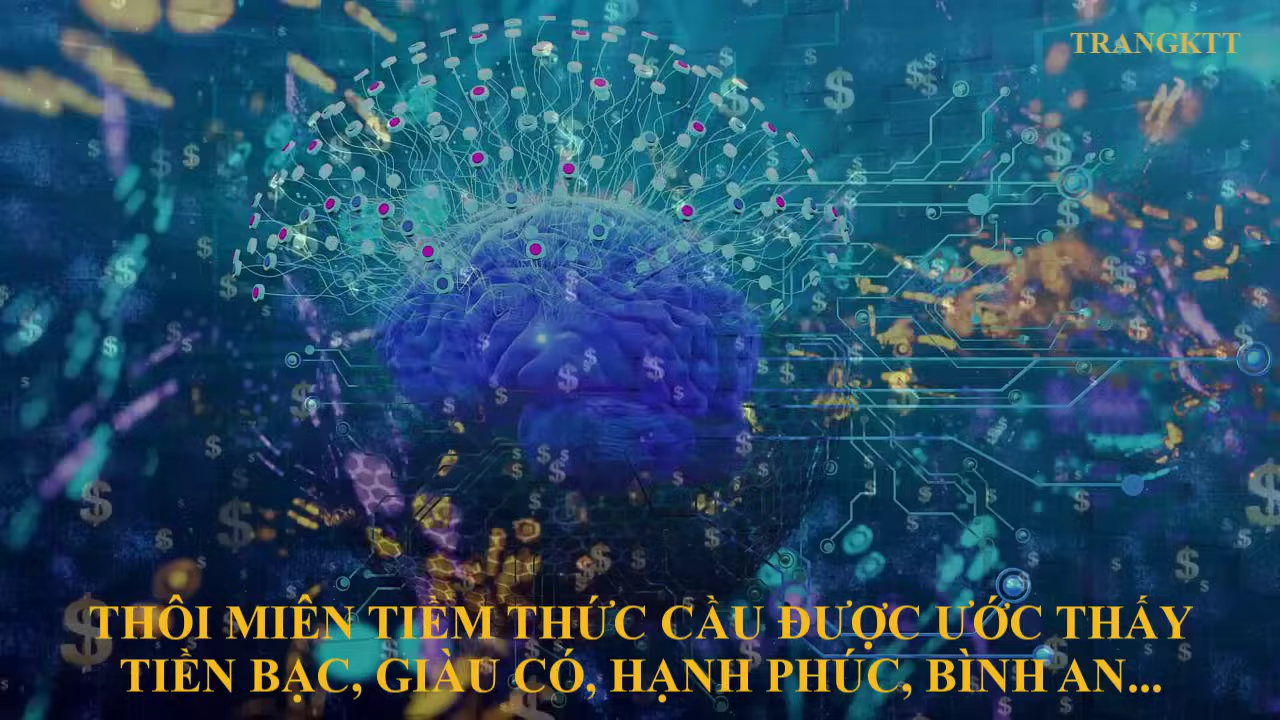 TRANGKTT
THÔI MIÊN TIỀM THỨC CẦU ĐƯỢC ƯỚC THẤY
TIỀN BẠC, GIÀU CÓ, HẠNH PHÚC, BÌNH AN...